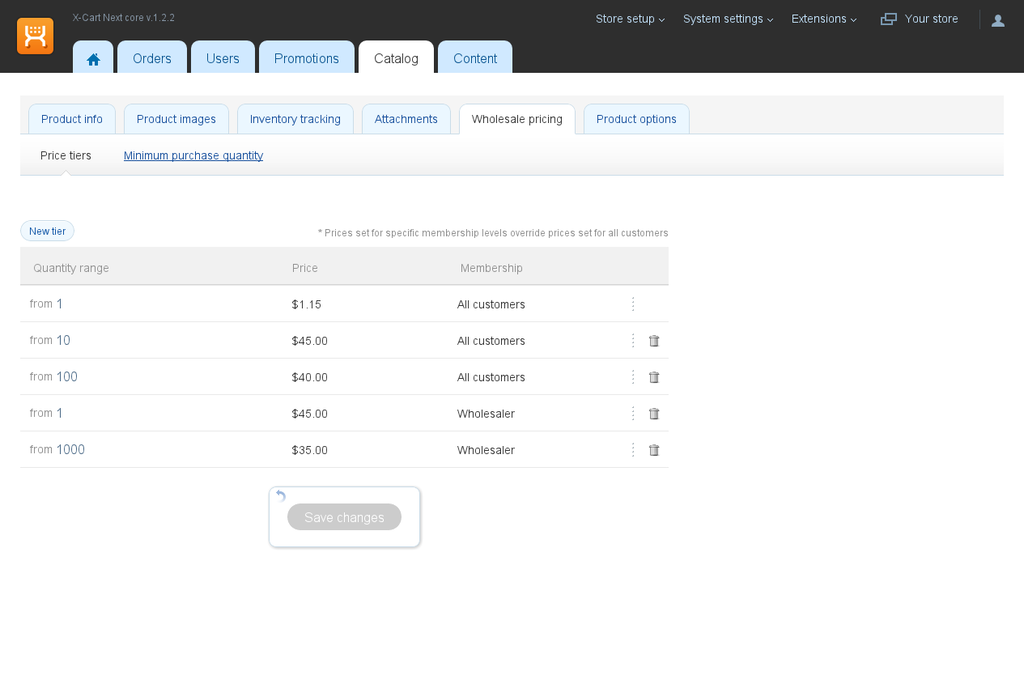 X-Cart Next core v.1.2.2
Store setup System settings Extensions Your store
Orders Users Promotions Catalog Content
Product info Product images Inventory tracking Attachments Wholesale pricing Product options
Price tiers Minimum purchase quantity
New tier * Prices set for specific membership levels override prices set for all customers
Quantity range Price Membership
from 1 $1.15 All customers
from 10 $45.00 All customers
from 100 $40.00 All customers
from 1 $45.00 Wholesaler
from 1000 $35.00 Wholesaler
Save changes